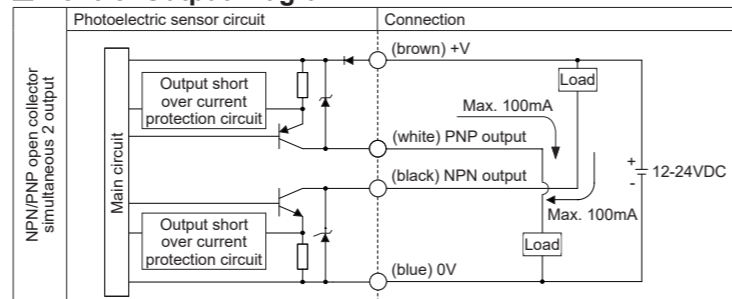 Photoelectric sensor circuit
Connection
NPN/PNP open collector
simultaneous 2 output
Main circuit
Output short
over current
protection circuit
(brown) +V
Load
Max. 100mA
(white) PNP output
(black) NPN output
+
-
12-24VDC
Max. 100mA
Output short
over current
protection circuit
Load
(blue) 0V